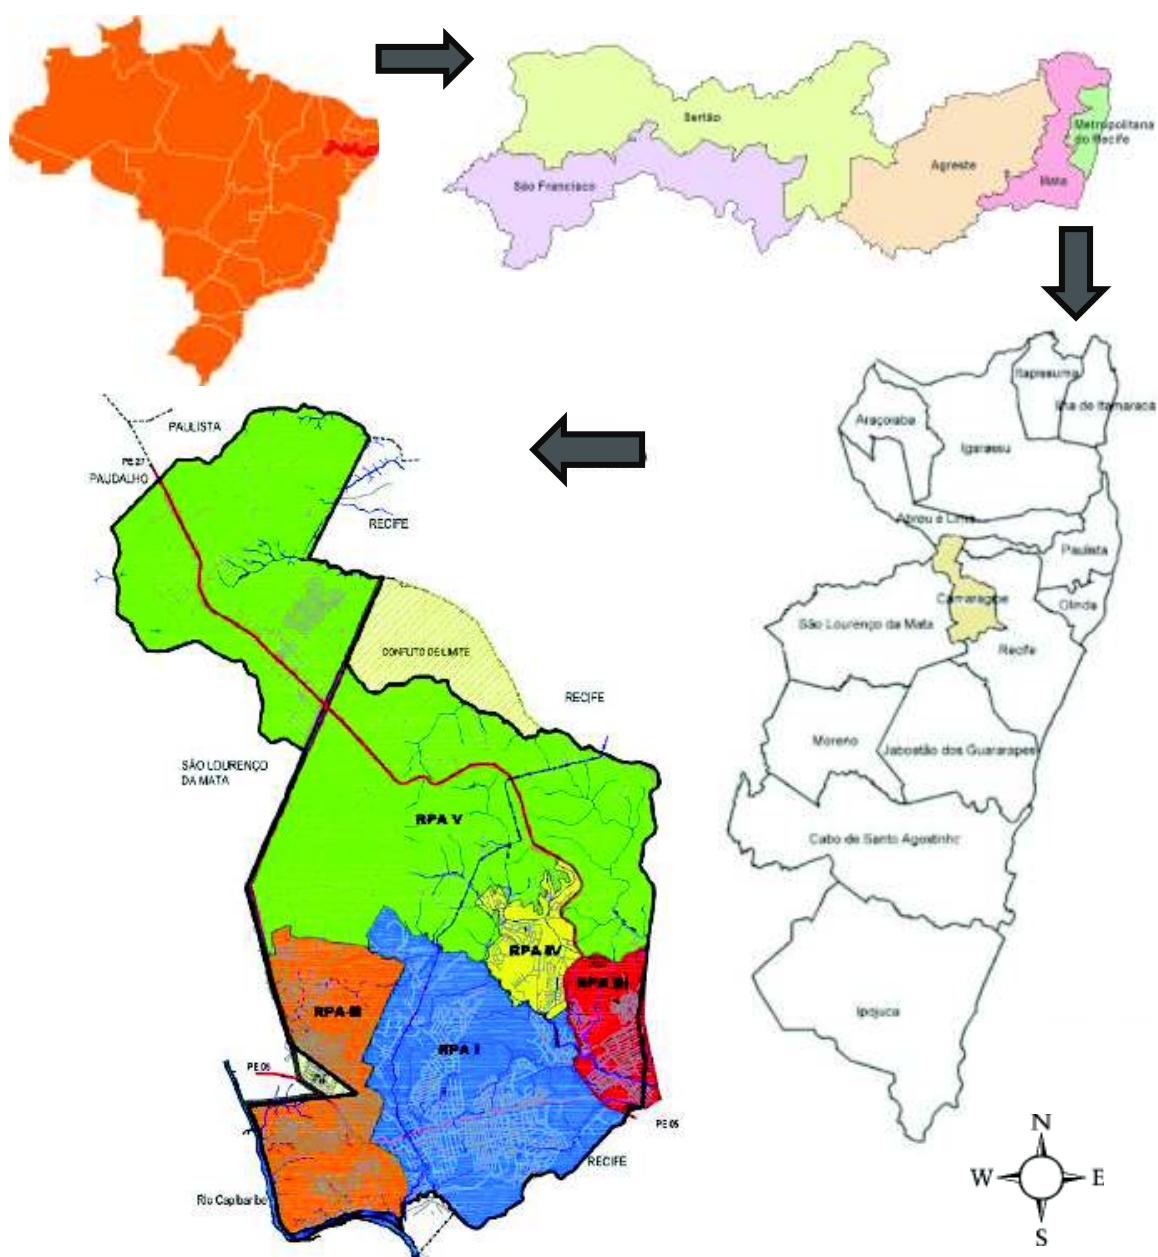 Sertão
Metropolitana
do Recife
Agreste
São Francisco
Mata
Itapissuma
Ilha de Itamaracá
Araçoiaba
Igarassu
Abreu e Lima
Paulista
Camaragibe
Olinda
São Lourenço da Mata
Recife
Moreno
Jaboatão dos Guararapes
Cabo de Santo Agostinho
Ipojuca
PAULISTA
PE 27
PAUDALHO
RECIFE
CONFLITO DE LIMITE
RECIFE
SÃO LOURENÇO
DA MATA
RPA V
RPA IV
RPA
RPA
RPA I
PE 05
PE 05
RECIFE
Rio Capibaribe
N
W
E
S